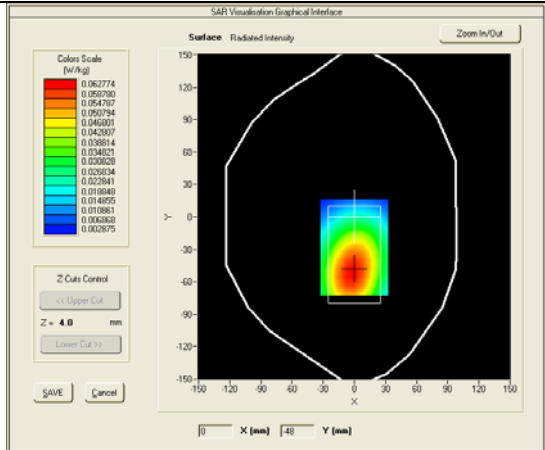 SAR Visualisation Graphical Interface
Surface Radiated Intensity
Zoom In/Out
Colors Scale
(W/kg)
0.062774
0.058780
0.054787
0.050794
0.046801
0.042807
0.038814
0.034821
0.030828
0.026834
0.022841
0.018848
0.014855
0.010861
0.006868
0.002875
Z-Cuts Control
<< Upper Cut
Z = 4.0 mm
Lower Cut >>
SAVE Cancel
150-
120-
90-
60-
30-
Y 0-
-30-
-60-
-90-
-120-
-150-
-150 -120 -90 -60 -30 0 30 60 90 120 150
X
0 X (mm) -48 Y (mm)